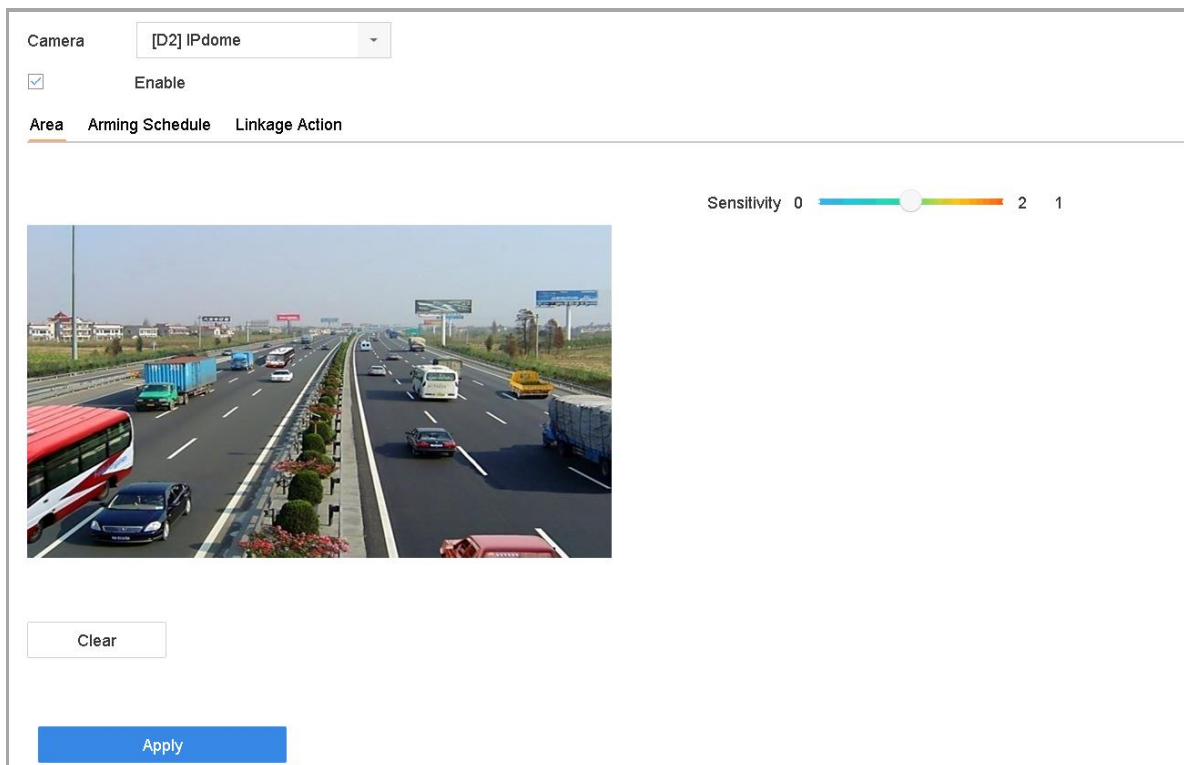 Camera [D2] IPdome
Enable
Area Arming Schedule Linkage Action
Sensitivity 0 2 1
Clear
Apply